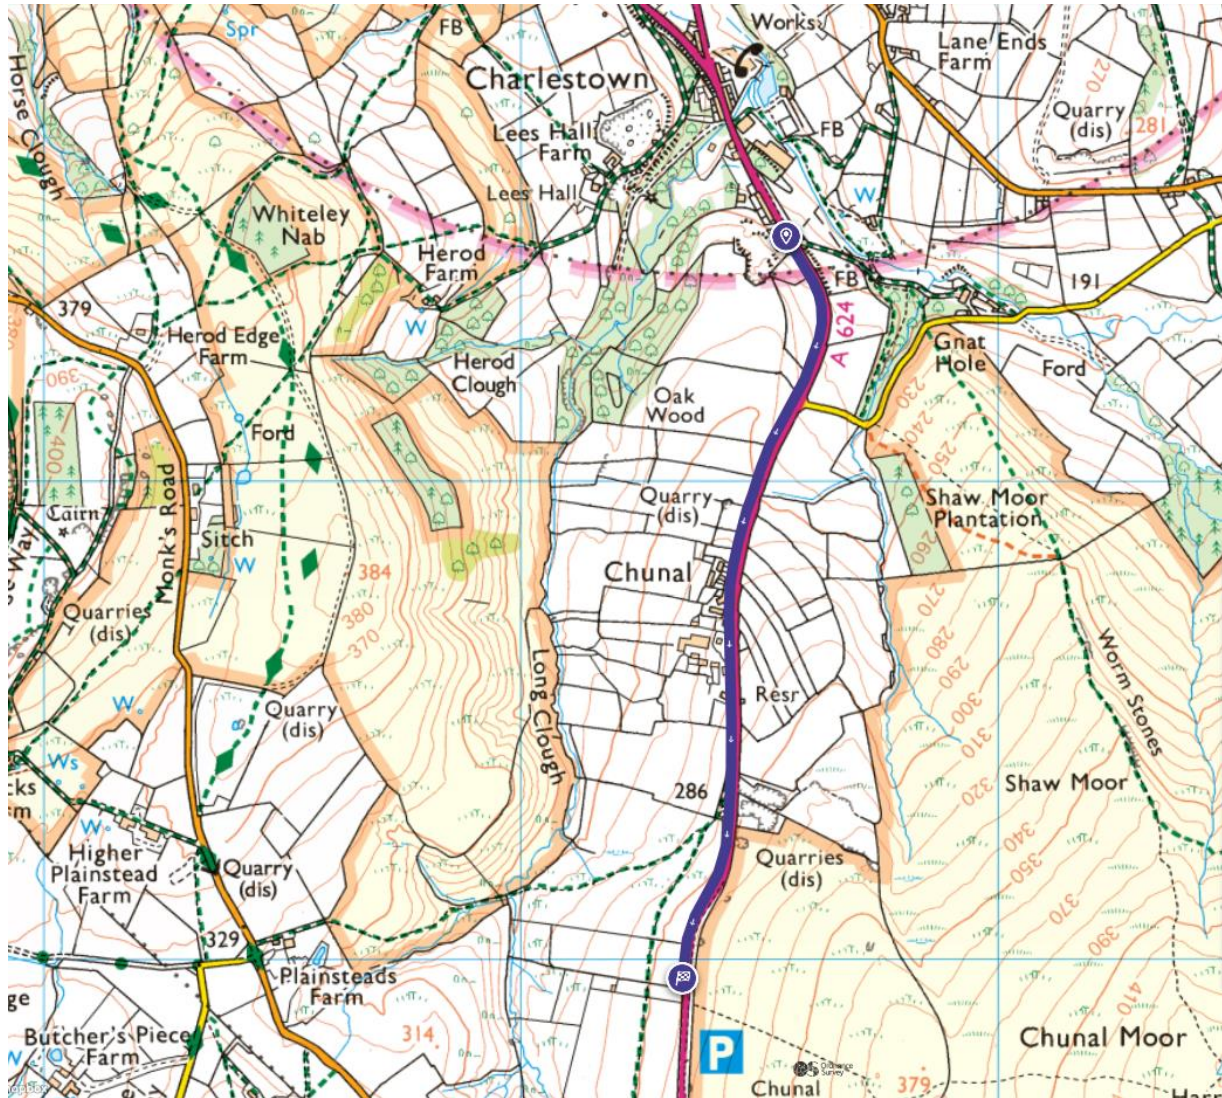 Spr
FB
Works
Lane Ends
Farm
Charlestown
Horse Clough
270
Quarry
(dis)
281
Lees Hall
Farm
FB
Lees Hall
W
Whiteley
Nab
Herod
Farm
FB
191
379
W
A 624
Herod Edge
Farm
Gnat
Hole
Ford
390
Herod
Clough
230
Oak
Wood
240
Ford
250
400
Monk's Road
Quarry
(dis)
Shaw Moor
Plantation
Cairn
Sitch
260
Way
W
384
Chunal
270
380
Quarries
(dis)
280
370
290
Worm Stones
Long Clough
300
W
Quarry
(dis)
Resr
310
Ws
Shaw Moor
286
320
W
340
Higher
Plainstead
Farm
Quarry
(dis)
Quarries
(dis)
350
370
329
390
Plainsteads
Farm
410
314
Butcher's Piece
Farm
P
Chunal Moor
W
Ordnance
Survey
Chunal
379